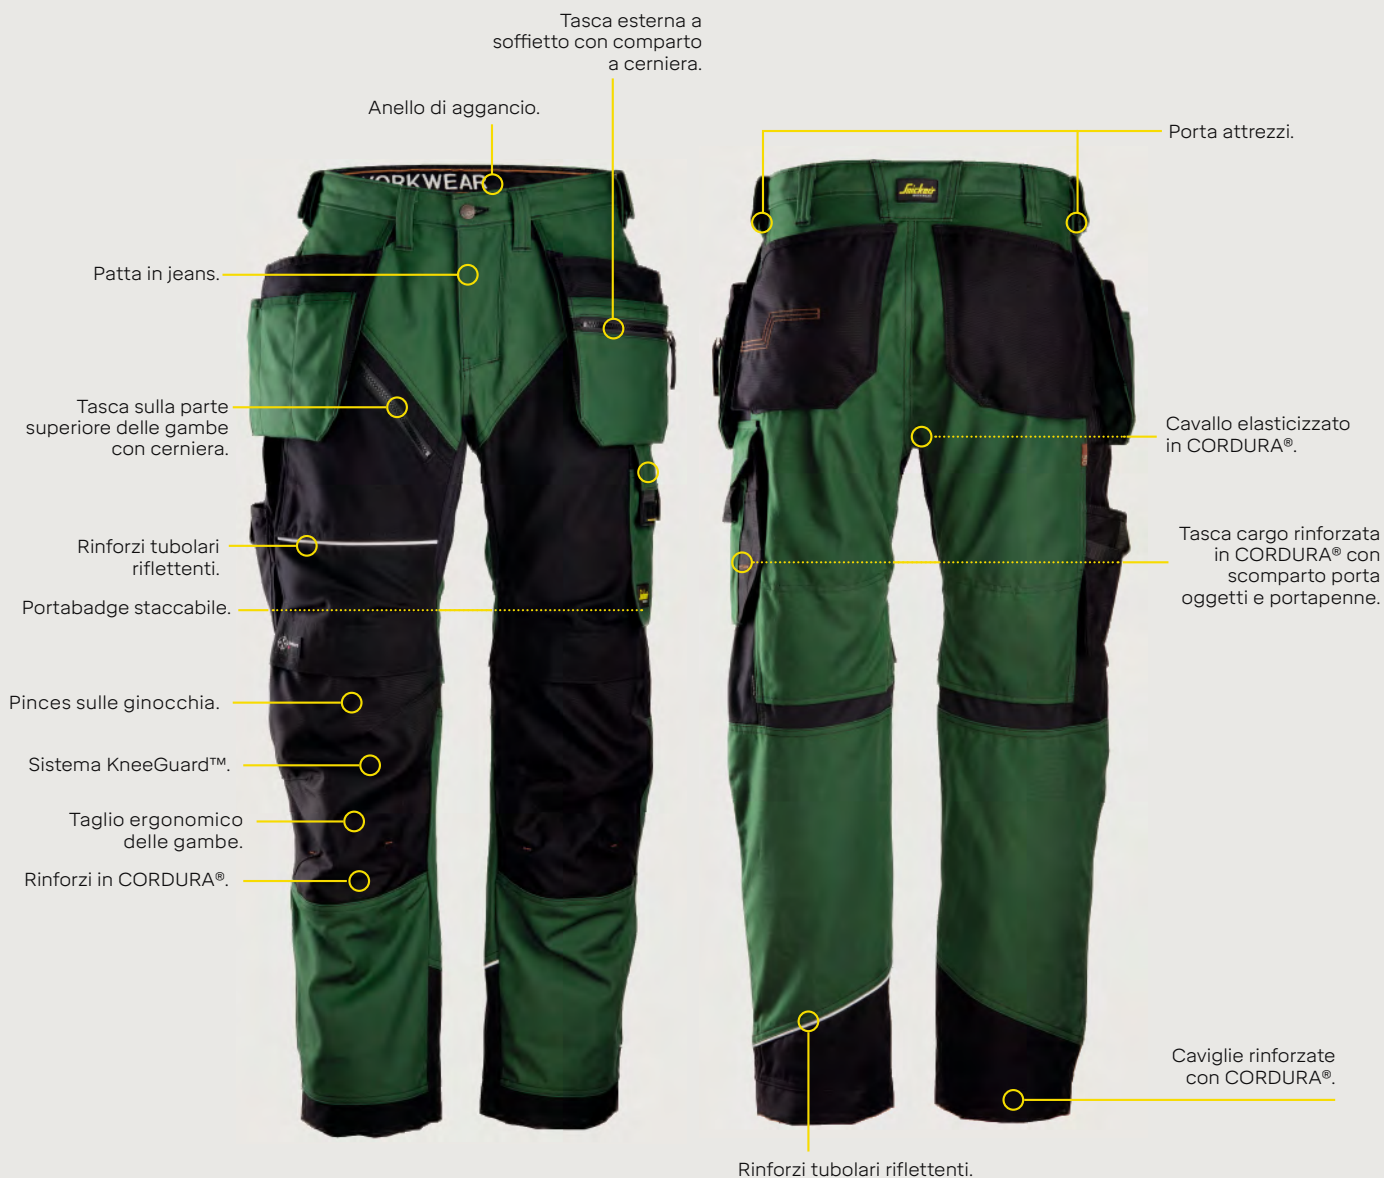 Tasca esterna a
soffietto con comparto
a cerniera.
Anello di aggancio.
Porta attrezzi.
WORKWEAR
Snickers
Patta in jeans.
Tasca sulla parte
superiore delle gambe
con cerniera.
Cavallo elasticizzato
in CORDURA®.
Rinforzi tubolari
riflettenti.
Tasca cargo rinforzata
in CORDURA® con
scomparto porta
oggetti e portapenne.
Portabadge staccabile.
Pinces sulle ginocchia.
Sistema KneeGuard™.
Taglio ergonomico
delle gambe.
Rinforzi in CORDURA®.
Caviglie rinforzate
con CORDURA®.
Rinforzi tubolari riflettenti.